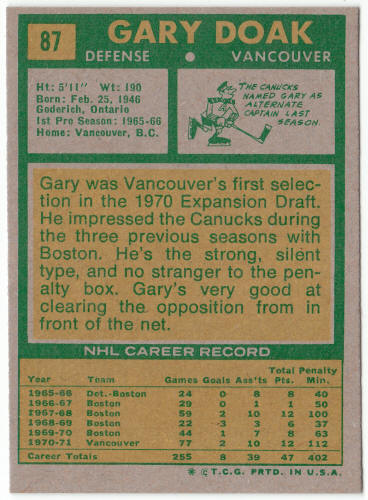 87
GARY DOAK
DEFENSE • VANCOUVER
Ht: 5'11" Wt: 190
Born: Feb. 25, 1946
Goderich, Ontario
1st Pro Season: 1965-66
Home: Vancouver, B.C.
THE CANUCKS
NAMED GARY AS
ALTERNATE
CAPTAIN LAST
SEASON.
Gary was Vancouver's first selec-
tion in the 1970 Expansion Draft.
He impressed the Canucks during
the three previous seasons with
Boston. He's the strong, silent
type, and no stranger to the pen-
alty box. Gary's very good at
clearing the opposition from in
front of the net.
NHL CAREER RECORD
Total Penalty
Year Team Games Goals Ass'ts Pts. Min.
1965-66 Det.-Boston 24 0 8 8 40
1966-67 Boston 29 0 1 1 50
1967-68 Boston 59 2 10 12 100
1968-69 Boston 22 3 3 6 37
1969-70 Boston 44 1 7 8 63
1970-71 Vancouver 77 2 10 12 112
Career Totals 255 8 39 47 402
* © T.C.G. PRTD. IN U.S.A.